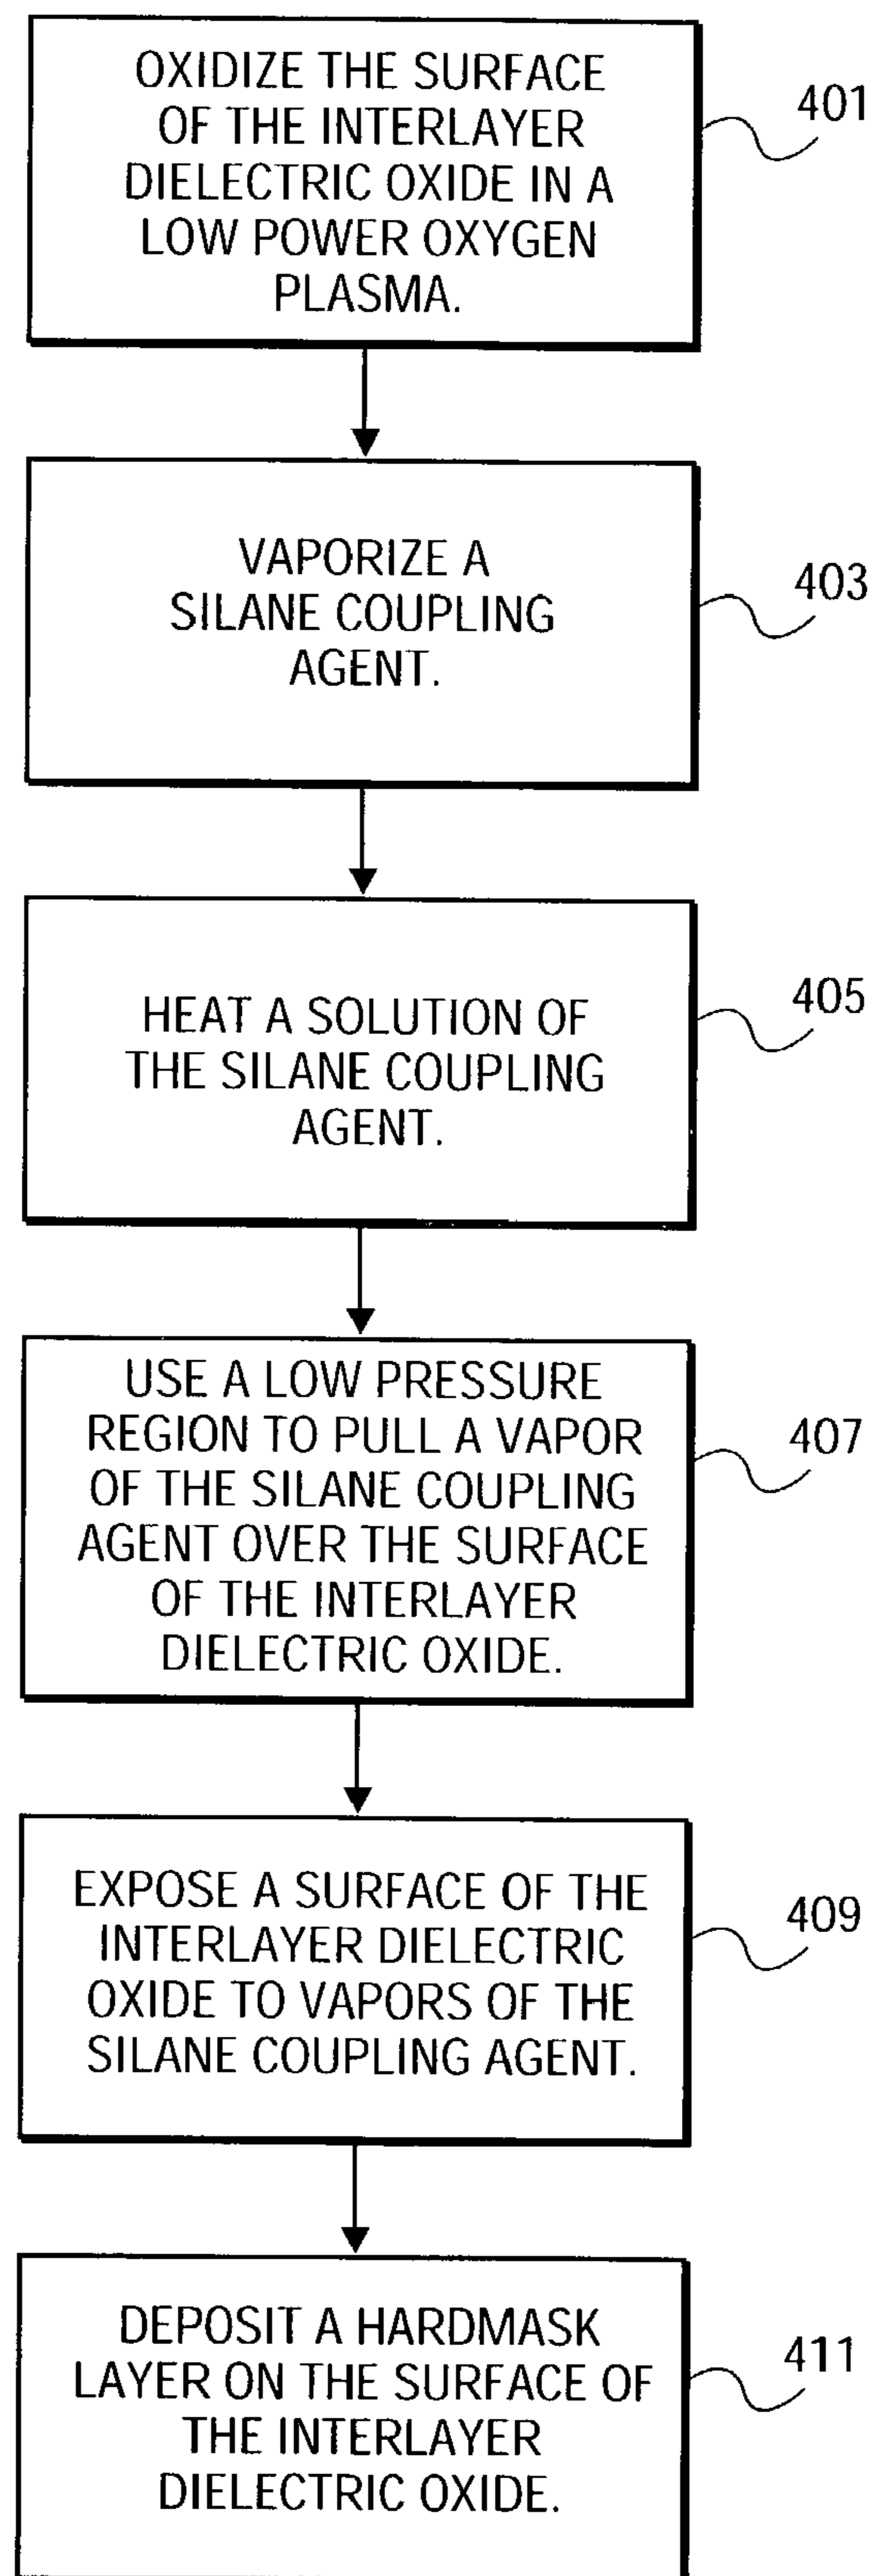 OXIDIZE THE SURFACE
OF THE INTERLAYER
DIELECTRIC OXIDE IN A
LOW POWER OXYGEN
PLASMA.
401
VAPORIZE A
SILANE COUPLING
AGENT.
403
HEAT A SOLUTION OF
THE SILANE COUPLING
AGENT.
405
USE A LOW PRESSURE
REGION TO PULL A VAPOR
OF THE SILANE COUPLING
AGENT OVER THE SURFACE
OF THE INTERLAYER
DIELECTRIC OXIDE.
407
EXPOSE A SURFACE OF THE
INTERLAYER DIELECTRIC
OXIDE TO VAPORS OF THE
SILANE COUPLING AGENT.
409
DEPOSIT A HARDMASK
LAYER ON THE SURFACE OF
THE INTERLAYER
DIELECTRIC OXIDE.
411